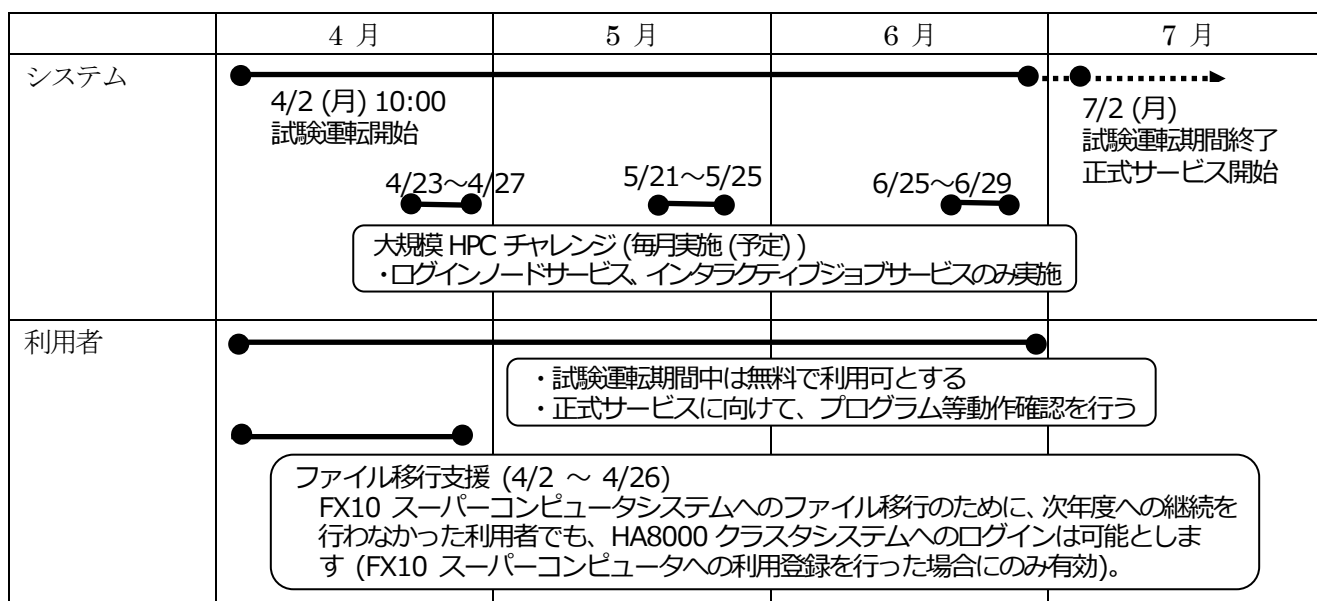 4 月
5 月
6 月
7 月
システム
4/2 (月) 10:00
試験運転開始
7/2 (月)
試験運転期間終了
正式サービス開始
4/23～4/27
5/21～5/25
6/25～6/29
大規模 HPC チャレンジ (毎月実施 (予定) )
・ログインノードサービス、インタラクティブジョブサービスのみ実施
利用者
・試験運転期間中は無料で利用可とする
・正式サービスに向けて、プログラム等動作確認を行う
ファイル移行支援 (4/2 ～ 4/26)
FX10 スーパーコンピュータシステムへのファイル移行のために、次年度への継続を
行わなかった利用者でも、HA8000 クラスタシステムへのログインは可能としま
す (FX10 スーパーコンピュータへの利用登録を行った場合にのみ有効)。